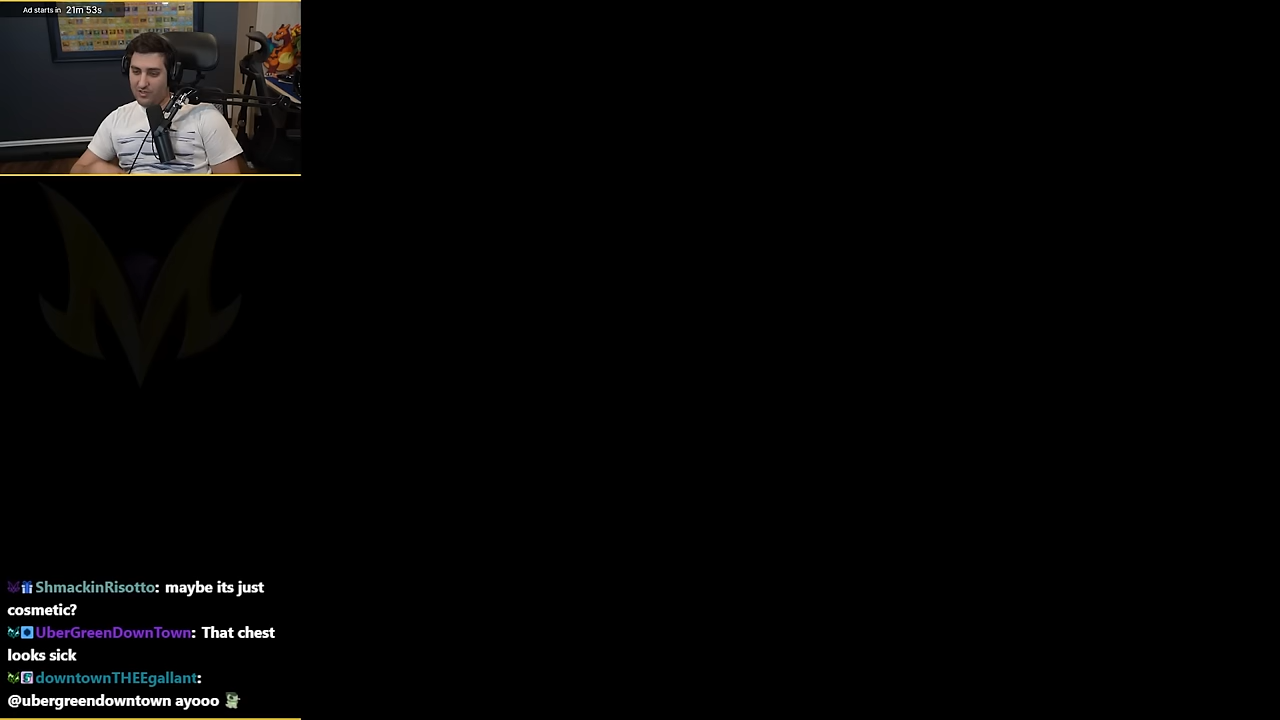 Ad starts in 21m 53s
ShmackinRisotto: maybe its just
cosmetic?
UberGreenDownTown: That chest
looks sick
downtownTHEEgallant:
@ubergreendowntown ayooo